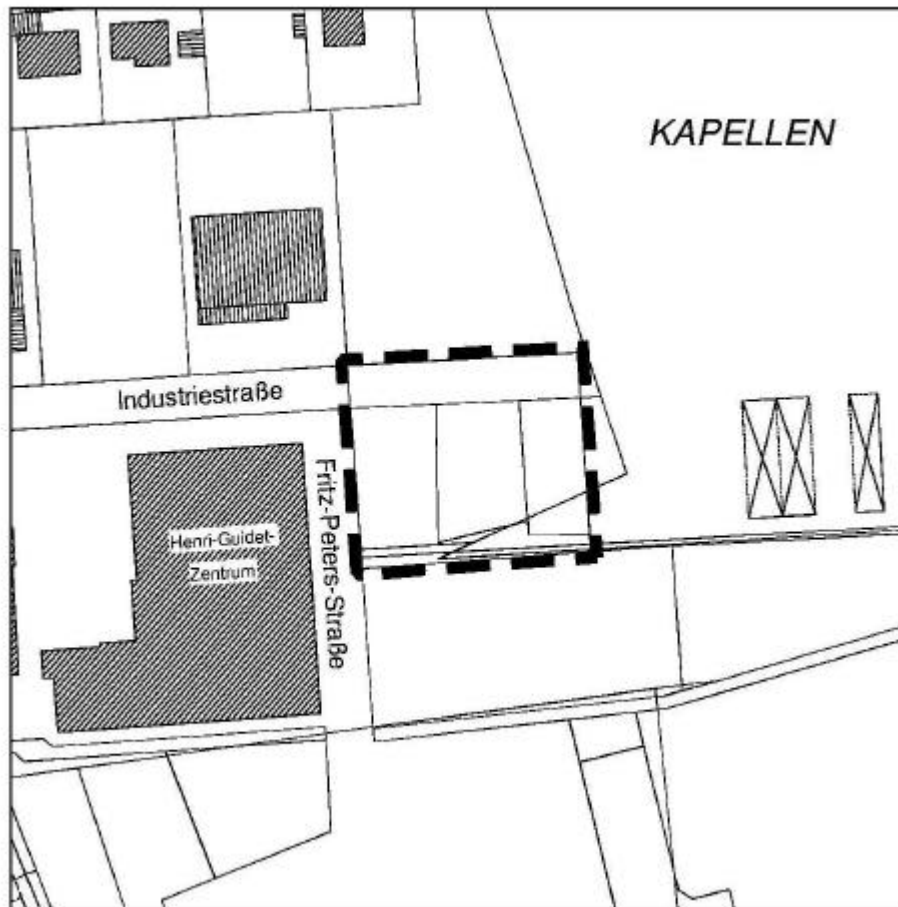 KAPELLEN
Industriestraße
Fritz-Peters-Straße
Henri-Guidet-
Zentrum